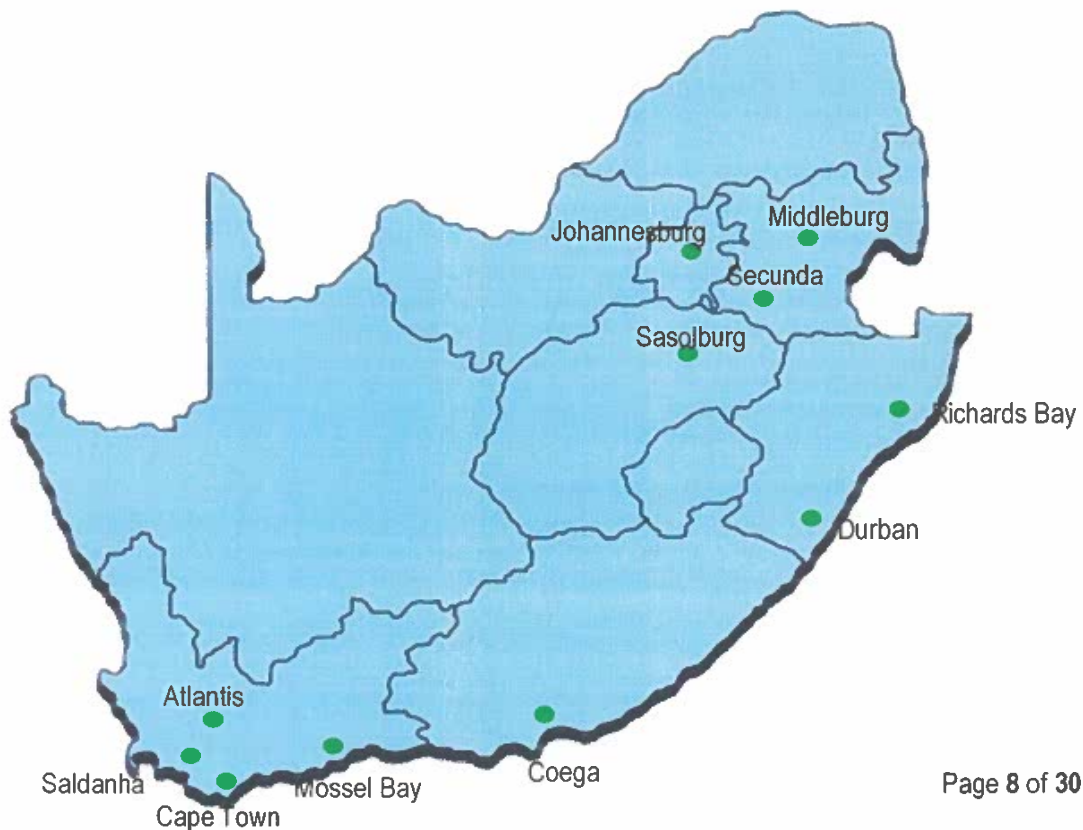 Middleburg
Johannesburg
Secunda
Sasolburg
Richards Bay
Durban
Atlantis
Coega
Saldanha
Mossel Bay
Page 8 of 30
Cape Town